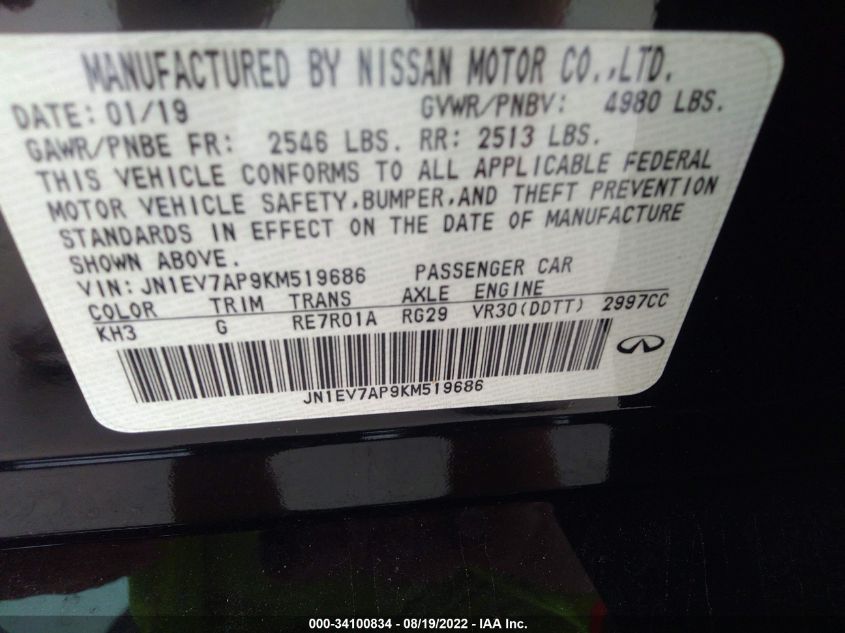 MANUFACTURED BY NISSAN MOTOR CO.,LTD.
DATE: 01/19 GVWR/PNBV: 4980 LBS.
GAWR/PNBE FR: 2546 LBS. RR: 2513 LBS.
THIS VEHICLE CONFORMS TO ALL APPLICABLE FEDERAL
MOTOR VEHICLE SAFETY,BUMPER,AND THEFT PREVENTION
STANDARDS IN EFFECT ON THE DATE OF MANUFACTURE
SHOWN ABOVE.
VIN: JN1EV7AP9KM519686 PASSENGER CAR
COLOR TRIM TRANS AXLE ENGINE
KH3 G RE7R01A RG29 VR30(DDTT) 2997CC
JN1EV7AP9KM519686
000-34100834 - 08/19/2022 - IAA Inc.